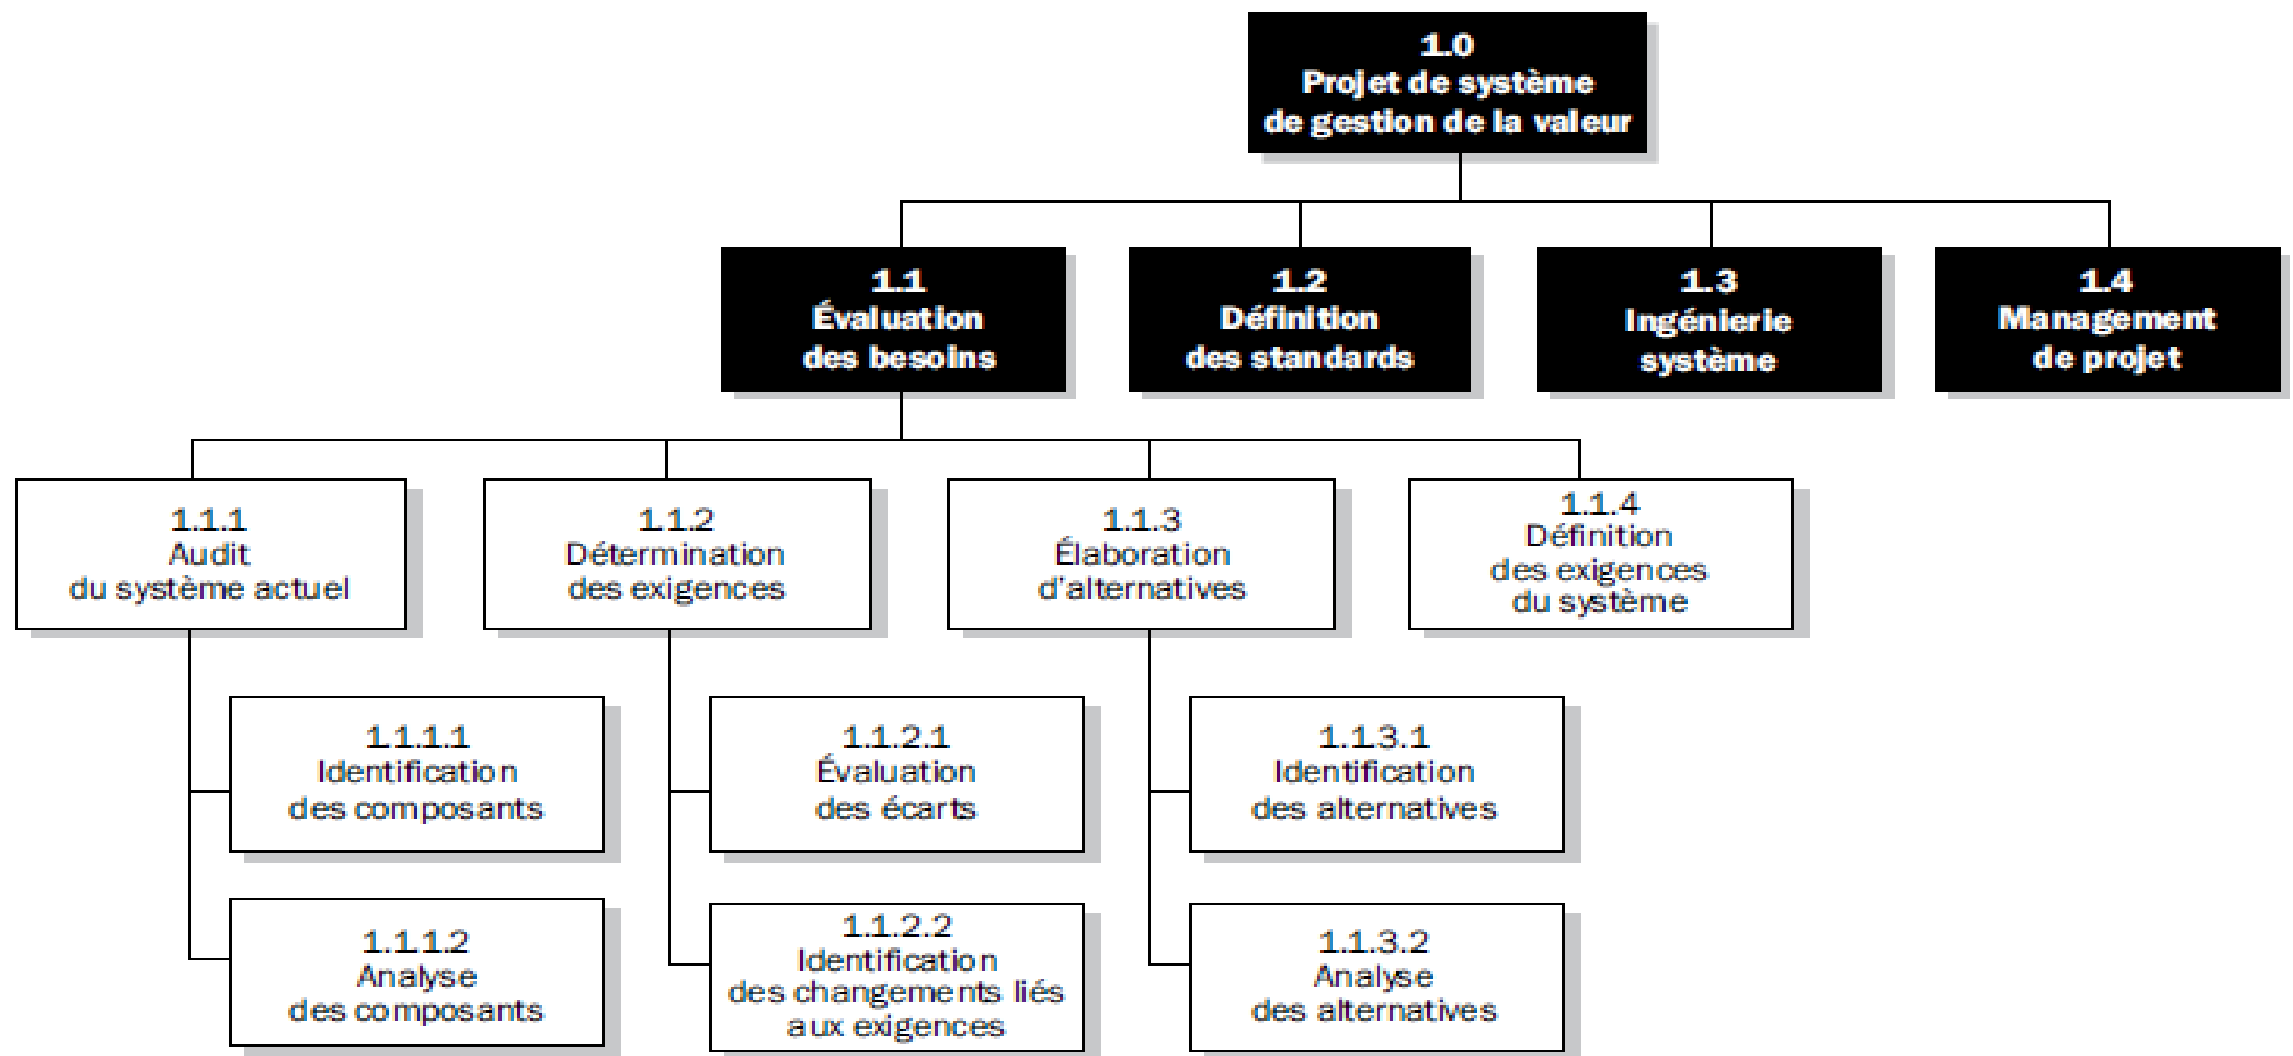 1.0
Projet de système
de gestion de la valeur
1.1
Évaluation
des besoins
1.2
Définition
des standards
1.3
Ingénierie
système
1.4
Management
de projet
1.1.1
Audit
du système actuel
1.1.2
Détermination
des exigences
1.1.3
Élaboration
d'alternatives
1.1.4
Définition
des exigences
du système
1.1.1.1
Identification
des composants
1.1.2.1
Évaluation
des écarts
1.1.3.1
Identification
des alternatives
1.1.1.2
Analyse
des composants
1.1.2.2
Identification
des changements liés
aux exigences
1.1.3.2
Analyse
des alternatives